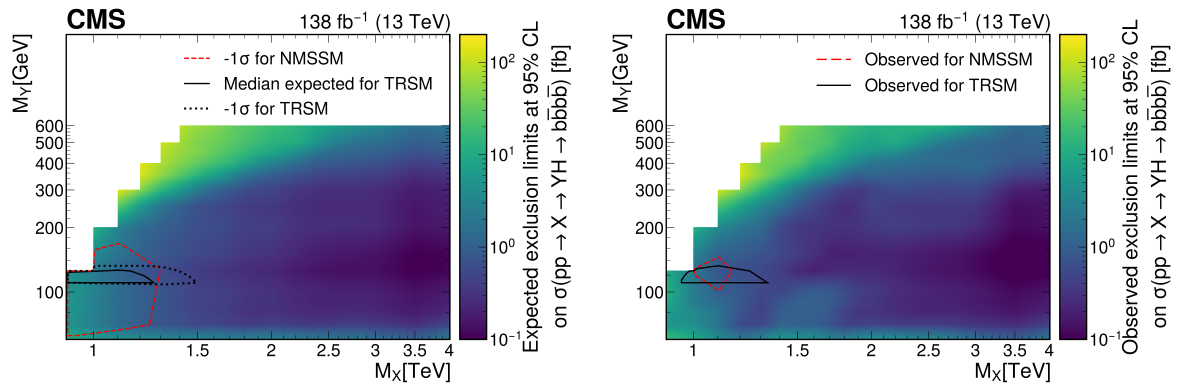 CMS 138 fb⁻¹ (13 TeV)
-1σ for NMSSM
Median expected for TRSM
-1σ for TRSM
M_Y[GeV]
600
500
400
300
200
100
1 1.5 2 2.5 3 3.5 4
M_X[TeV]
10²
10¹
10⁰
10⁻¹
Expected exclusion limits at 95% CL
on σ(pp → X → YH → bb̅bb̅) [fb]
CMS 138 fb⁻¹ (13 TeV)
Observed for NMSSM
Observed for TRSM
M_Y[GeV]
600
500
400
300
200
100
1 1.5 2 2.5 3 3.5 4
M_X[TeV]
10²
10¹
10⁰
10⁻¹
Observed exclusion limits at 95% CL
on σ(pp → X → YH → bb̅bb̅) [fb]